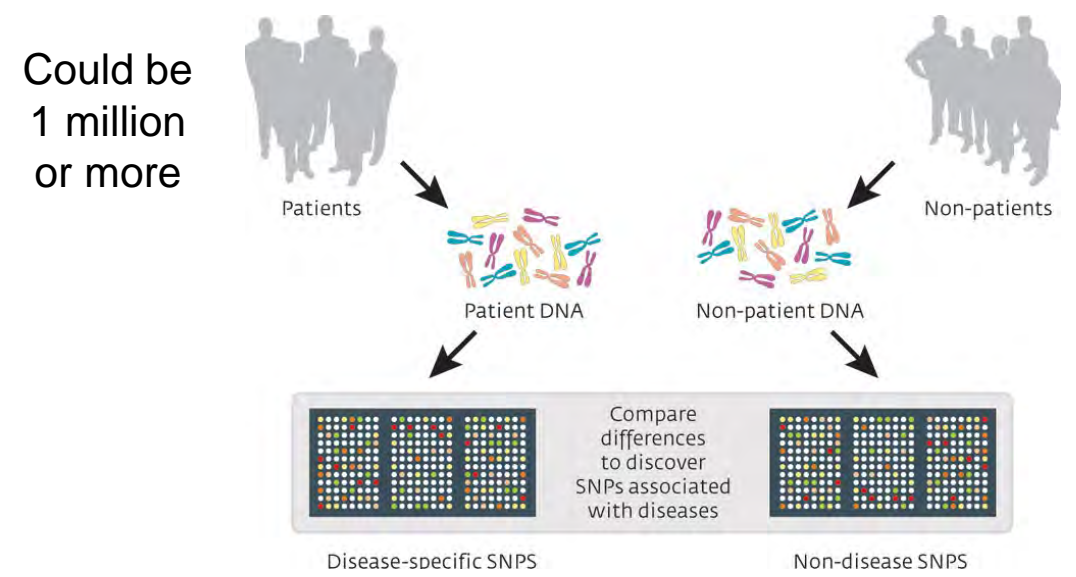 Could be
1 million
or more
Patients
Non-patients
Patient DNA
Non-patient DNA
Compare
differences
to discover
SNPs associated
with diseases
Disease-specific SNPS
Non-disease SNPS